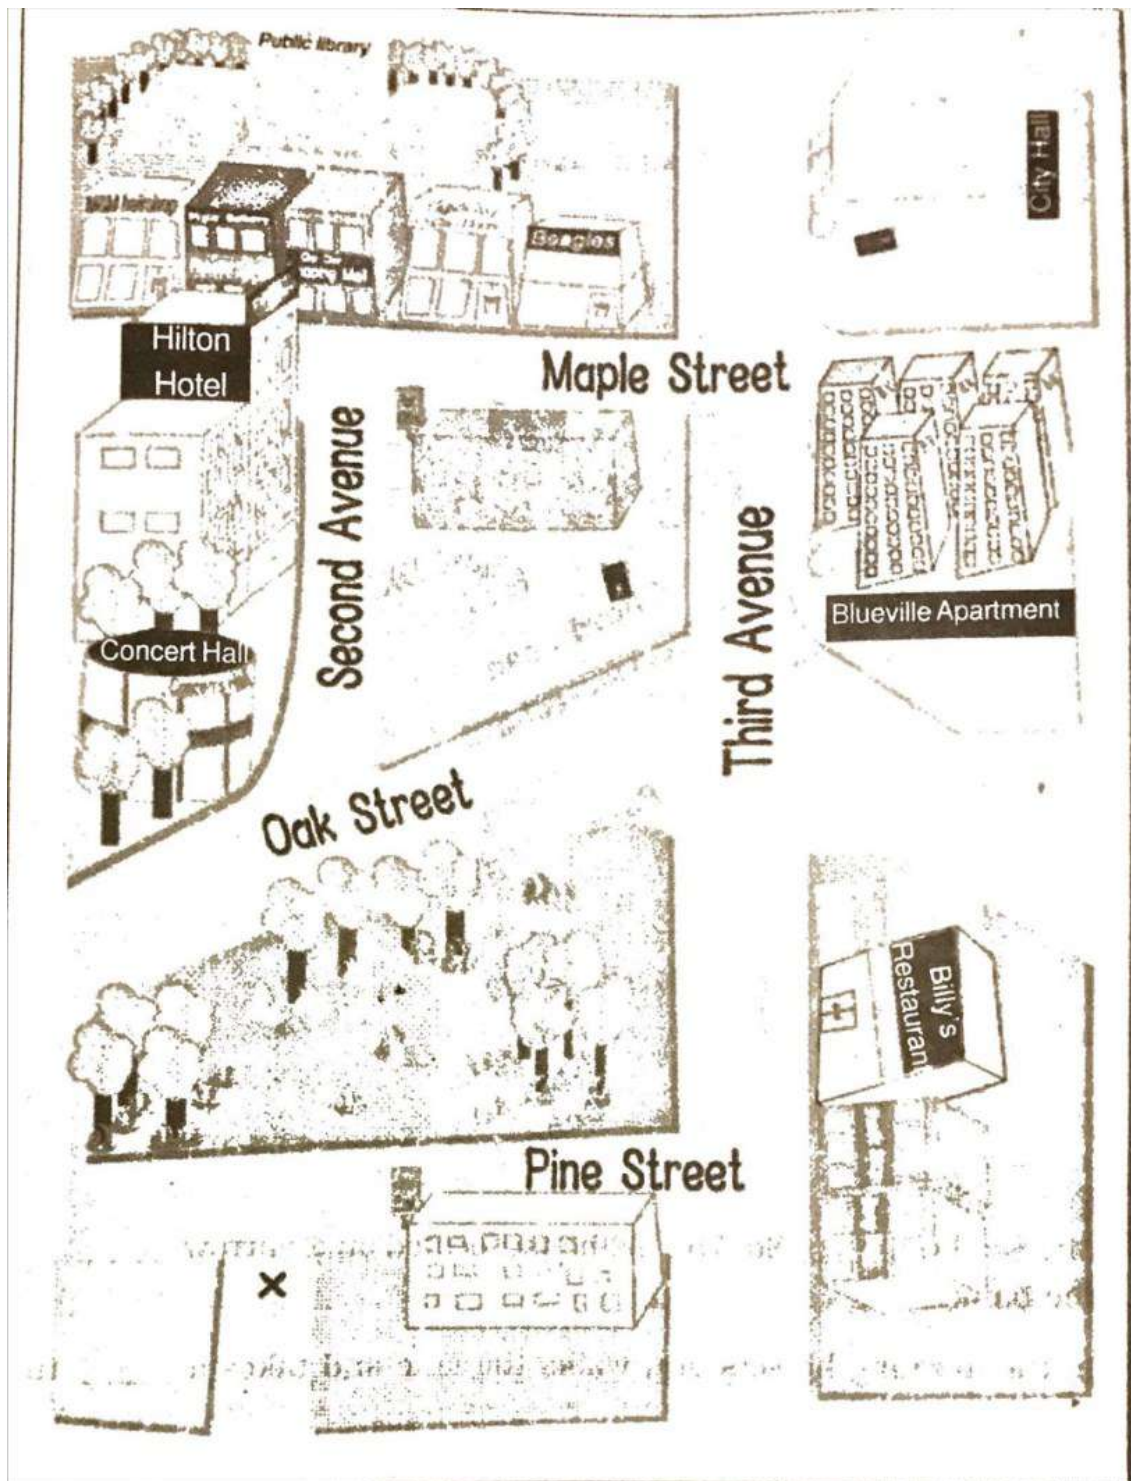 Public library
Beagles
City Hall
Hilton
Hotel
Maple Street
Second Avenue
Third Avenue
Blueville Apartment
Concert Hall
Oak Street
Billy's
Restauran
Pine Street
×